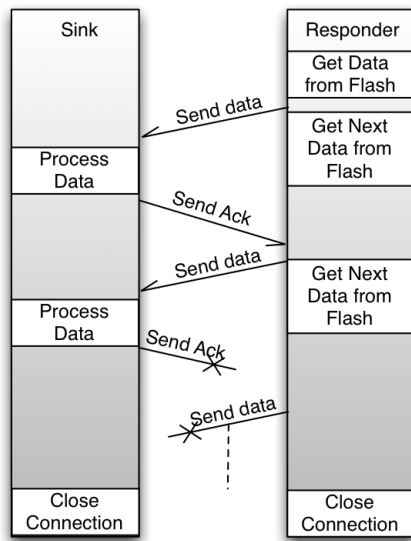 Sink
Responder
Get Data
from Flash
Send data
Get Next
Data from
Flash
Process
Data
Send Ack
Send data
Get Next
Data from
Flash
Process
Data
Send Ack
Send data
Close
Connection
Close
Connection